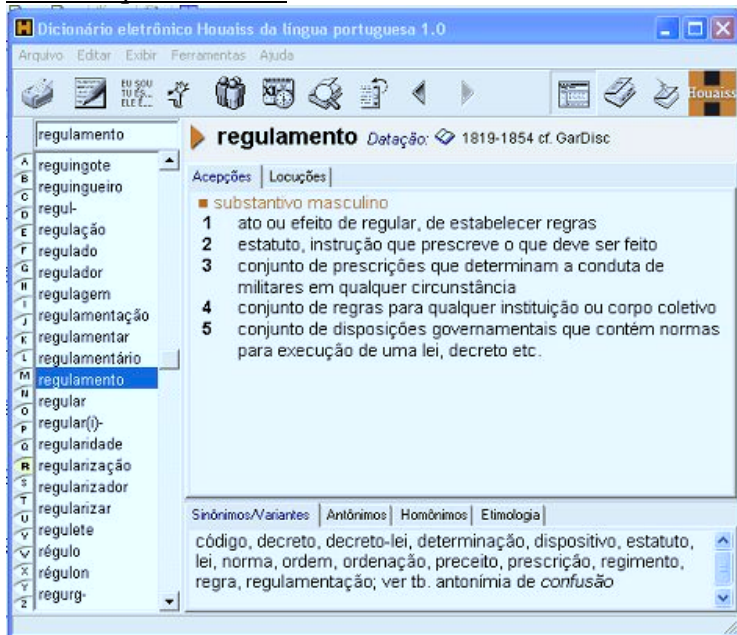 Dicionário eletrônico Houaiss da língua portuguesa 1.0
Arquivo Editar Exibir Ferramentas Ajuda
EU SOU
TU ÉS..
ELE É...
XI
Houaiss
regulamento
regulamento Datação: 1819-1854 cf. GarDisc
A
B
C
D
E
F
G
H
I
J
K
L
M
N
O
P
Q
R
S
T
U
V
X
Y
Z
reguingote
reguingueiro
regul-
regulação
regulado
regulador
regulagem
regulamentação
regulamentar
regulamentário
regulamento
regular
regular(i)-
regularidade
regularização
regularizador
regularizar
regulete
régulo
régulon
regurg-
Acepções Locuções
substantivo masculino
1 ato ou efeito de regular, de estabelecer regras
2 estatuto, instrução que prescreve o que deve ser feito
3 conjunto de prescrições que determinam a conduta de
militares em qualquer circunstância
4 conjunto de regras para qualquer instituição ou corpo coletivo
5 conjunto de disposições governamentais que contém normas
para execução de uma lei, decreto etc.
Sinônimos/Variantes Antônimos Homônimos Etimologia
código, decreto, decreto-lei, determinação, dispositivo, estatuto,
lei, norma, ordem, ordenação, preceito, prescrição, regimento,
regra, regulamentação; ver tb. antonímia de confusão